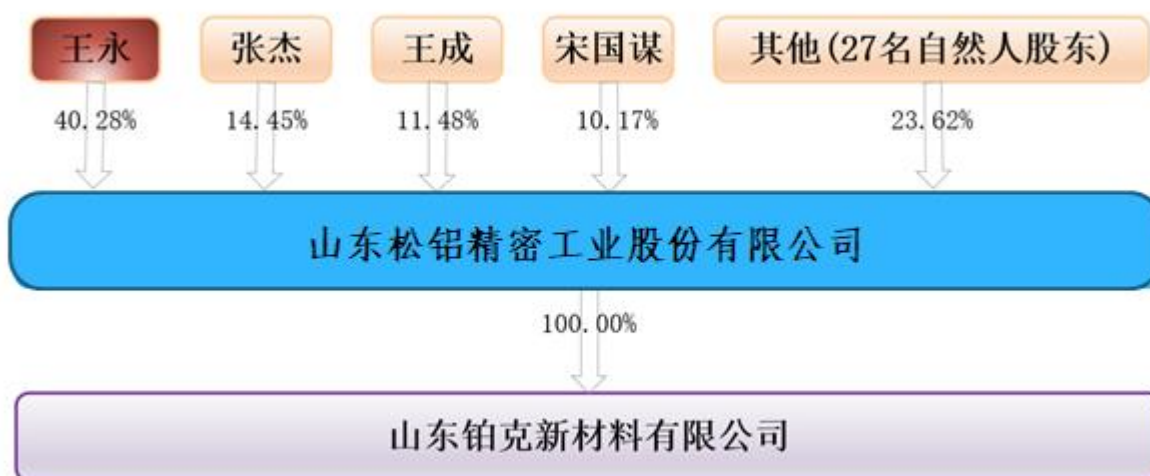 王永 张杰 王成 宋国谋 其他(27名自然人股东)
40.28% 14.45% 11.48% 10.17% 23.62%
山东松铝精密工业股份有限公司
100.00%
山东铂克新材料有限公司